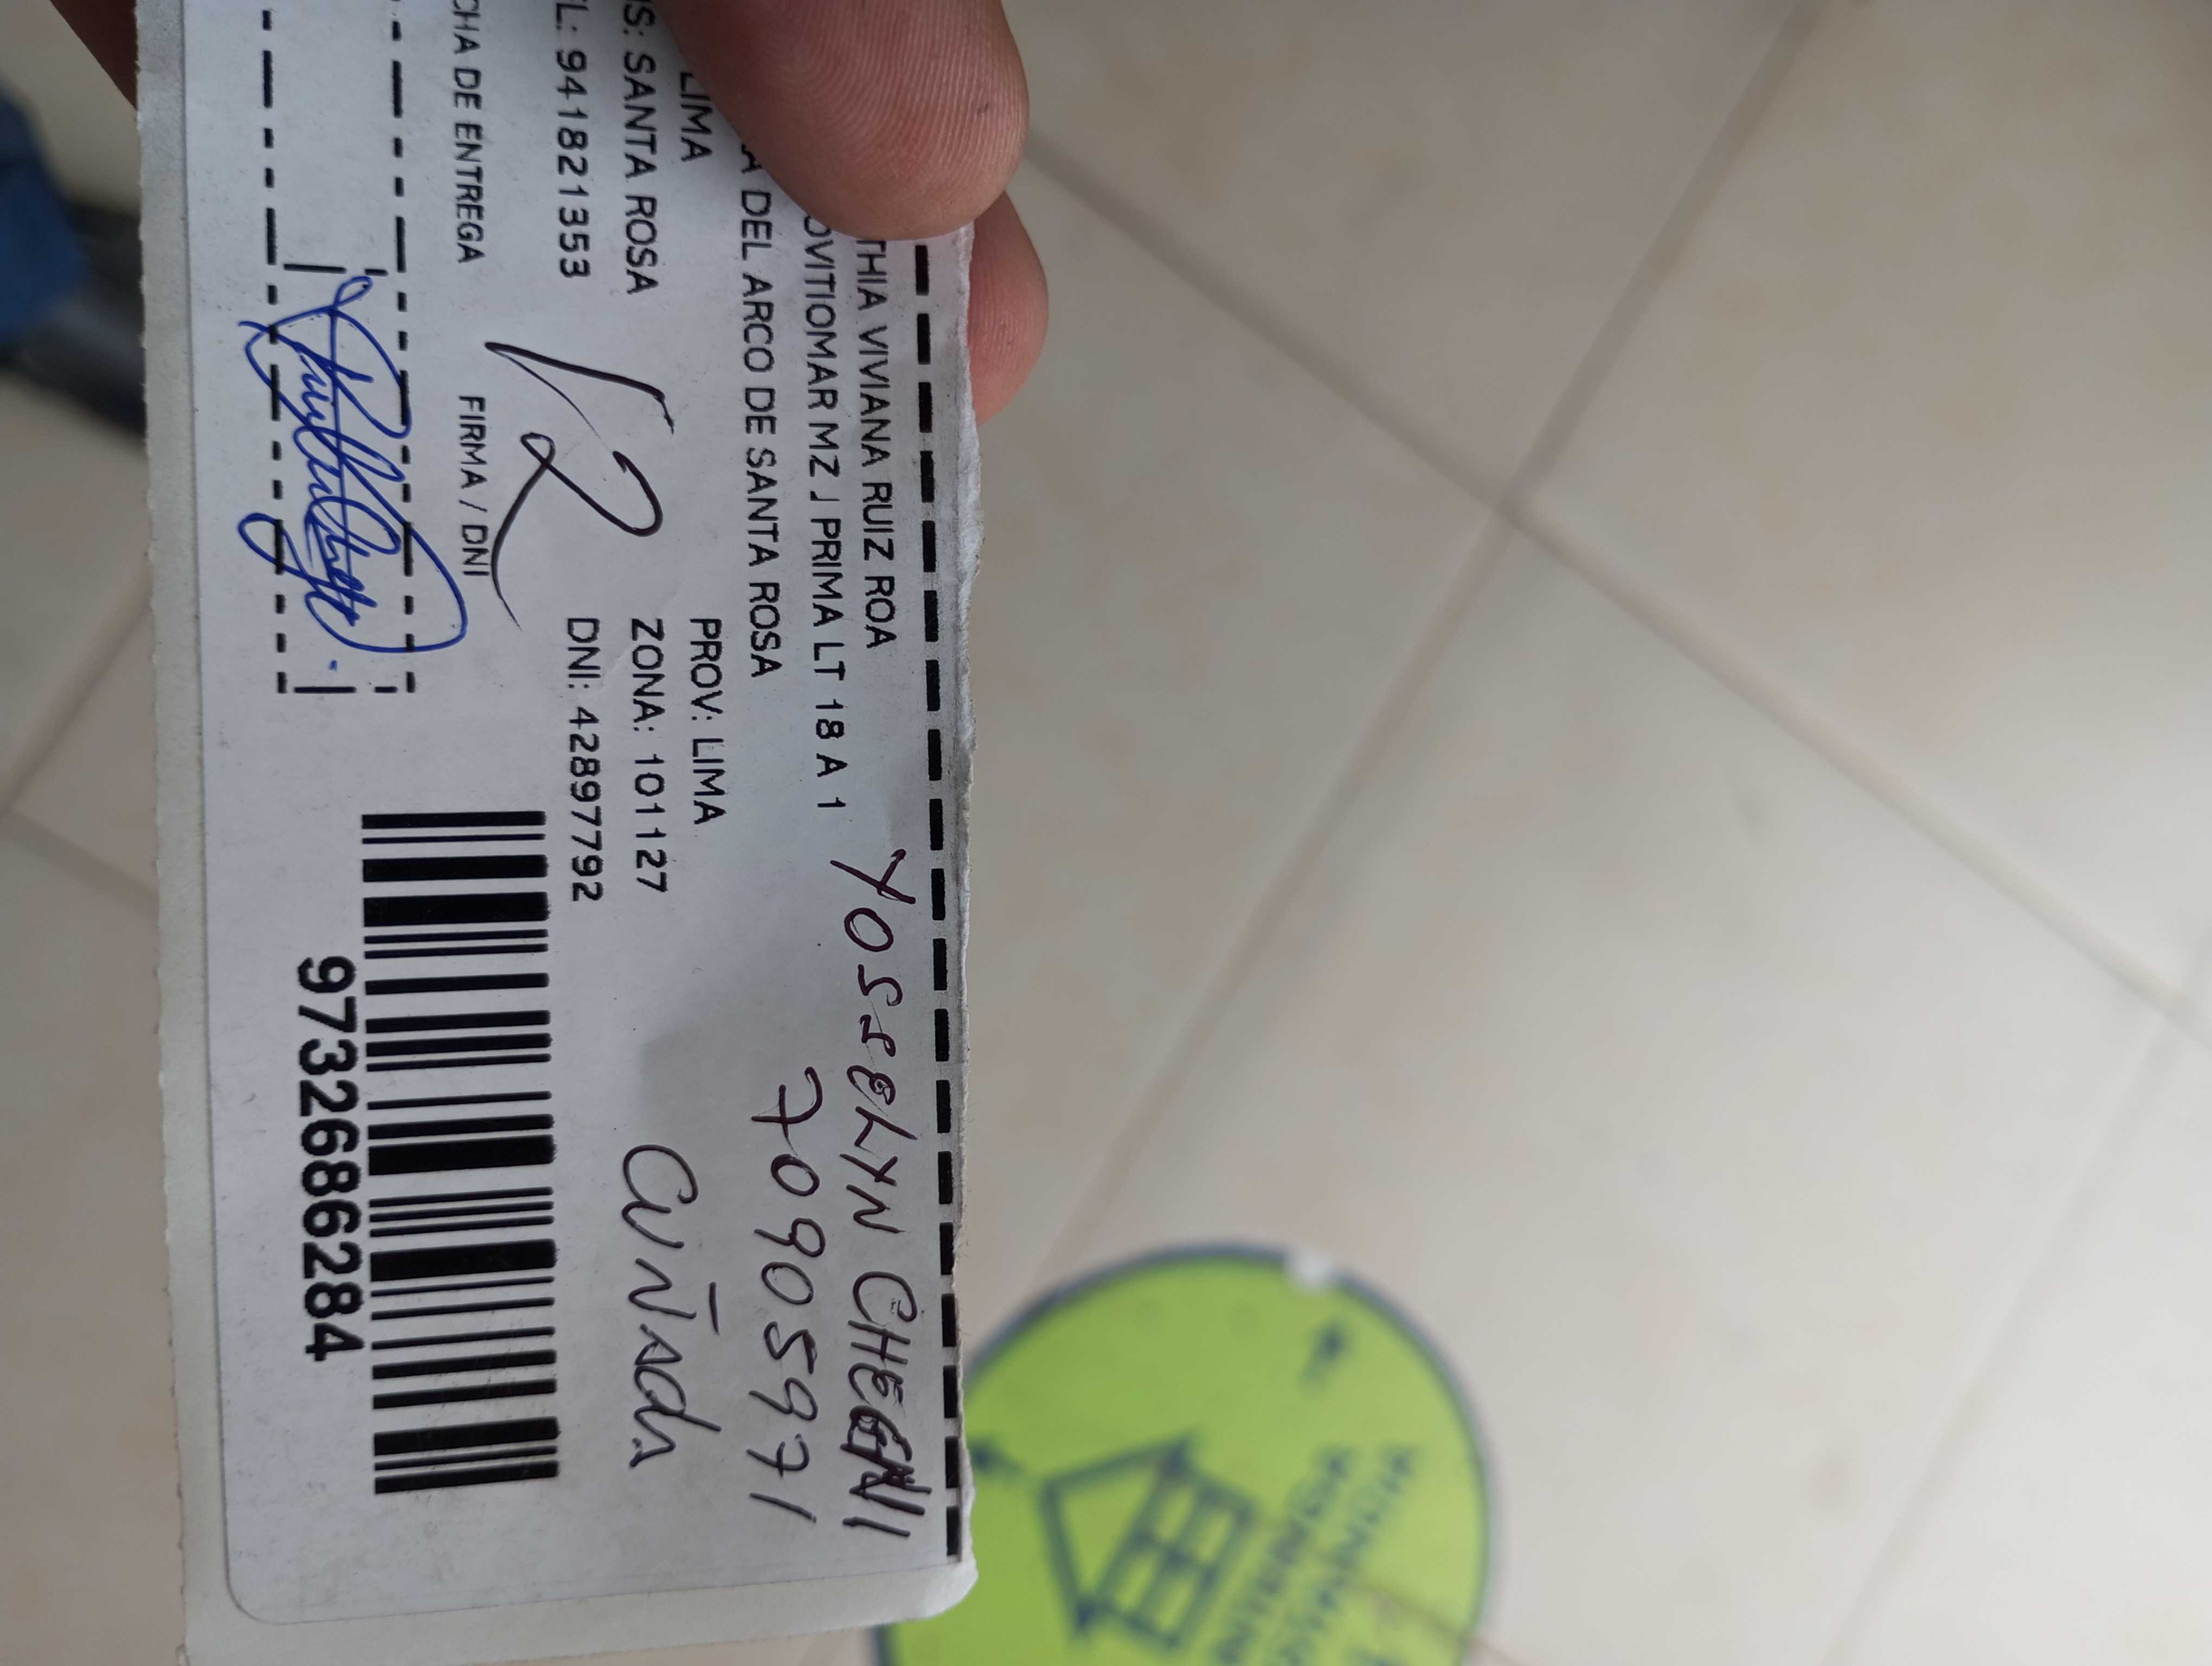 THIA VIVIANA RUIZ ROA
OVITIOMAR MZ J PRIMA LT 18 A 1
A DEL ARCO DE SANTA ROSA
LIMA PROV: LIMA
S: SANTA ROSA ZONA: 101127
L: 941821353 DNI: 42897792
CHA DE ENTREGA FIRMA / DNI
YOSSELYN
70905971
CUÑADA
9732686284